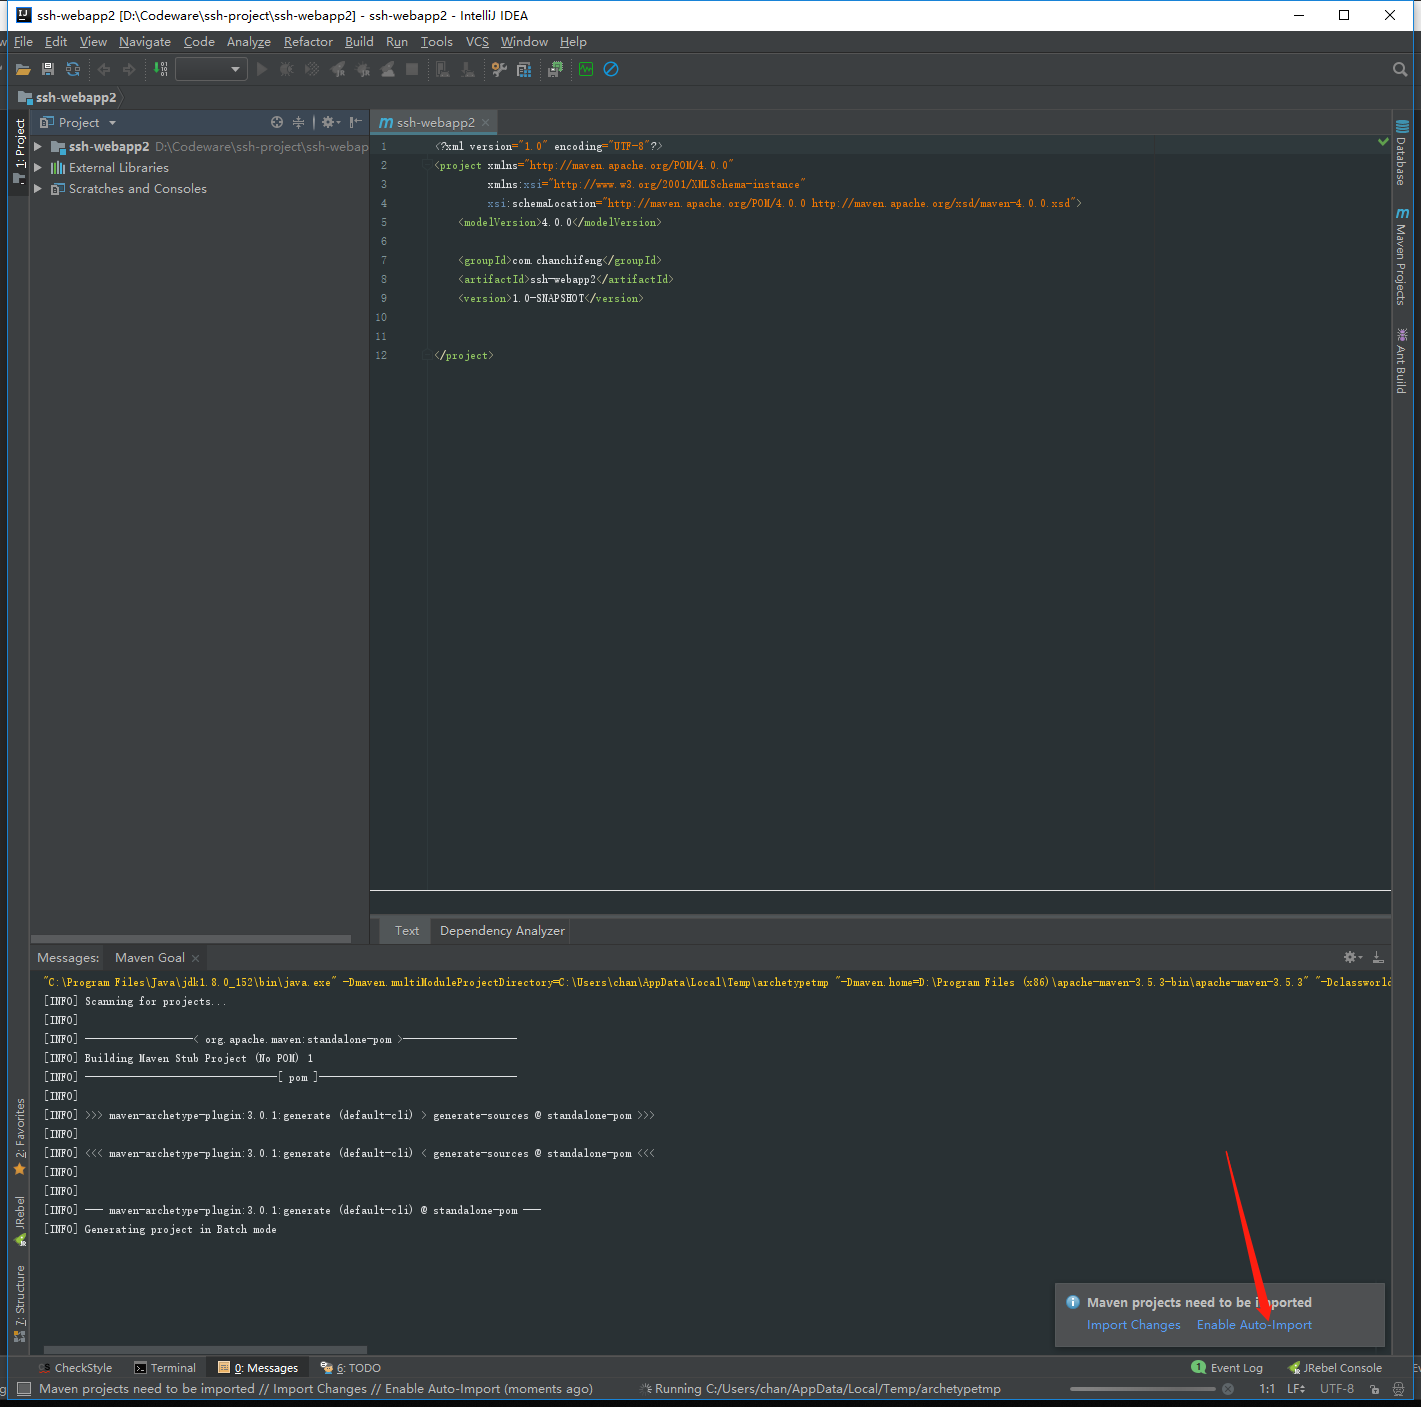 ssh-webapp2 [D:\Codeware\ssh-project\ssh-webapp2] - ssh-webapp2 - IntelliJ IDEA
File Edit View Navigate Code Analyze Refactor Build Run Tools VCS Window Help
ssh-webapp2
1: Project
Project
ssh-webapp2 D:\Codeware\ssh-project\ssh-webap
External Libraries
Scratches and Consoles
ssh-webapp2
1 <?xml version="1.0" encoding="UTF-8"?>
2 <project xmlns="http://maven.apache.org/POM/4.0.0"
3 xmlns:xsi="http://www.w3.org/2001/XMLSchema-instance"
4 xsi:schemaLocation="http://maven.apache.org/POM/4.0.0 http://maven.apache.org/xsd/maven-4.0.0.xsd">
5 <modelVersion>4.0.0</modelVersion>
6
7 <groupId>com.chanchifeng</groupId>
8 <artifactId>ssh-webapp2</artifactId>
9 <version>1.0-SNAPSHOT</version>
10
11
12 </project>
Database
Maven Projects
Ant Build
Text Dependency Analyzer
Messages: Maven Goal
"C:\Program Files\Java\jdk1.8.0_152\bin\java.exe" -Dmaven.multiModuleProjectDirectory=C:\Users\chan\AppData\Local\Temp\archetypetmp "-Dmaven.home=D:\Program Files (x86)\apache-maven-3.5.3-bin\apache-maven-3.5.3" "-Dclassworld
[INFO] Scanning for projects...
[INFO]
[INFO] ------------------< org.apache.maven:standalone-pom >-------------------
[INFO] Building Maven Stub Project (No POM) 1
[INFO] --------------------------------[ pom ]---------------------------------
[INFO]
[INFO] >>> maven-archetype-plugin:3.0.1:generate (default-cli) > generate-sources @ standalone-pom >>>
[INFO]
[INFO] <<< maven-archetype-plugin:3.0.1:generate (default-cli) < generate-sources @ standalone-pom <<<
[INFO]
[INFO]
[INFO] --- maven-archetype-plugin:3.0.1:generate (default-cli) @ standalone-pom ---
[INFO] Generating project in Batch mode
2: Favorites
JRebel
7: Structure
Maven projects need to be imported
Import Changes Enable Auto-Import
CheckStyle Terminal 0: Messages 6: TODO 1 Event Log JRebel Console
Maven projects need to be imported // Import Changes // Enable Auto-Import (moments ago) Running C:/Users/chan/AppData/Local/Temp/archetypetmp 1:1 LF UTF-8